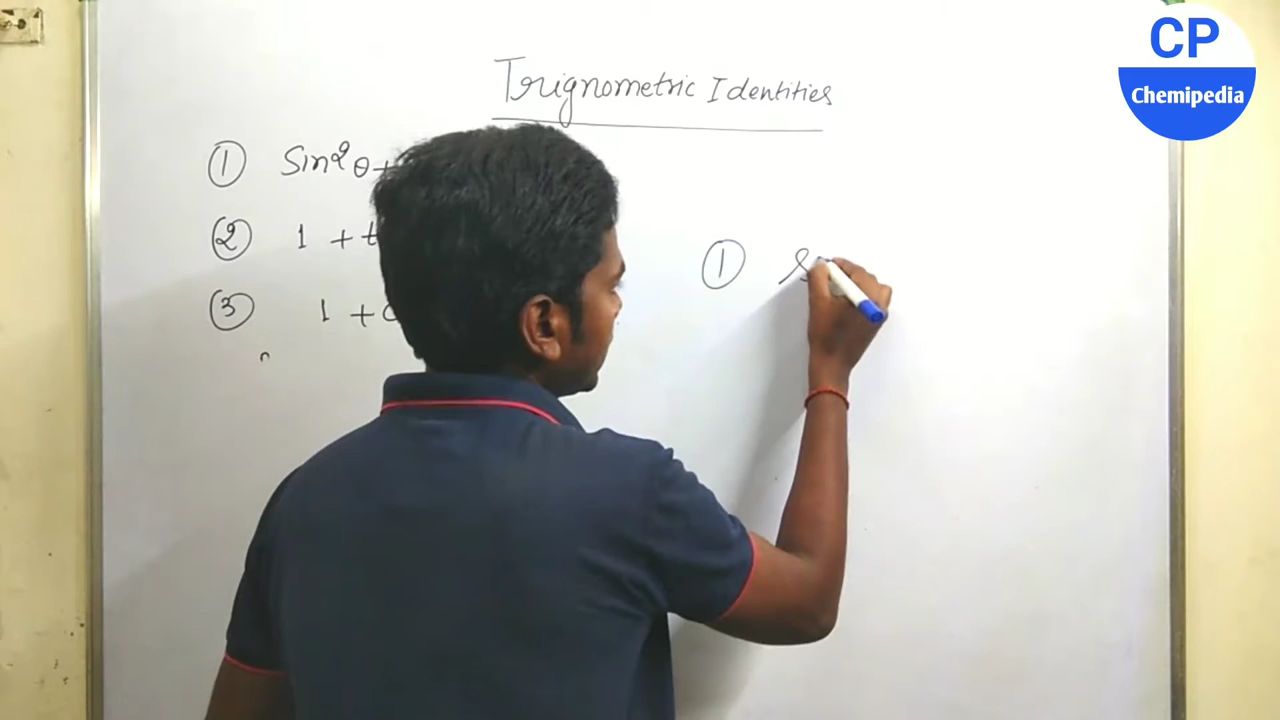 CP
Chemipedia
Trignometric Identities
① Sin²θ+
② 1 + t
③ 1 + c
①